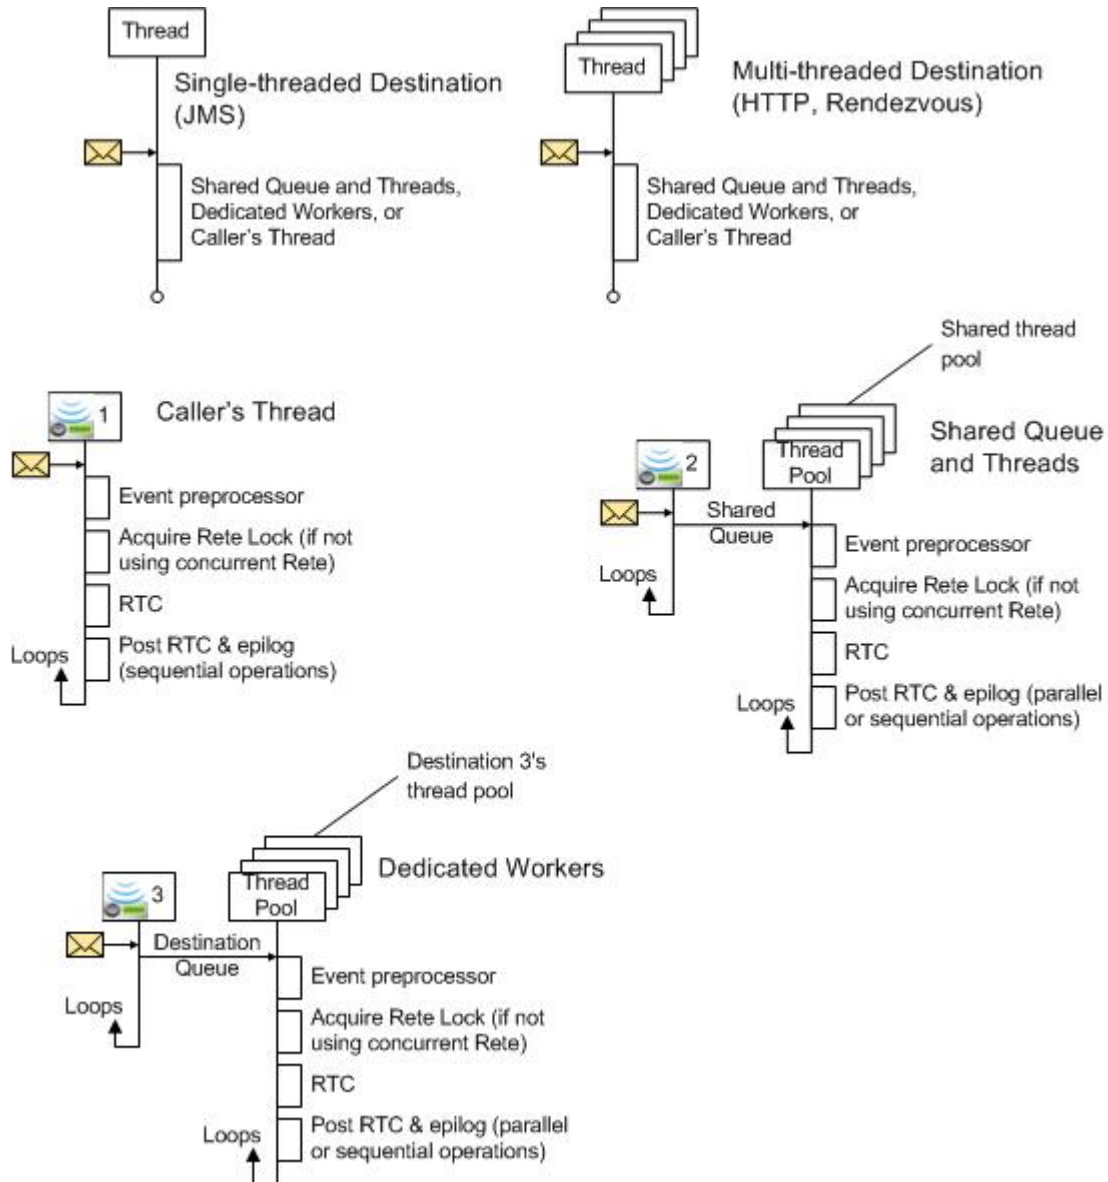 Thread
Single-threaded Destination
(JMS)
Shared Queue and Threads,
Dedicated Workers, or
Caller's Thread
Thread
Multi-threaded Destination
(HTTP, Rendezvous)
Shared Queue and Threads,
Dedicated Workers, or
Caller's Thread
1
Caller's Thread
Event preprocessor
Acquire Rete Lock (if not
using concurrent Rete)
RTC
Post RTC & epilog
(sequential operations)
Loops
Shared thread
pool
2
Thread
Pool
Shared Queue
and Threads
Shared
Queue
Loops
Event preprocessor
Acquire Rete Lock (if not
using concurrent Rete)
RTC
Post RTC & epilog (parallel
or sequential operations)
Loops
Destination 3's
thread pool
3
Thread
Pool
Dedicated Workers
Destination
Queue
Loops
Event preprocessor
Acquire Rete Lock (if not
using concurrent Rete)
RTC
Post RTC & epilog (parallel
or sequential operations)
Loops